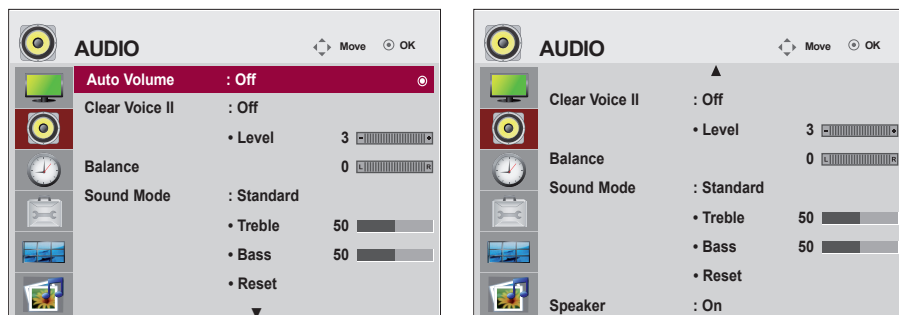 AUDIO Move OK
Auto Volume : Off
Clear Voice II : Off
• Level 3 - +
Balance 0 L R
Sound Mode : Standard
• Treble 50
• Bass 50
• Reset
AUDIO Move OK
Clear Voice II : Off
• Level 3 - +
Balance 0 L R
Sound Mode : Standard
• Treble 50
• Bass 50
• Reset
Speaker : On